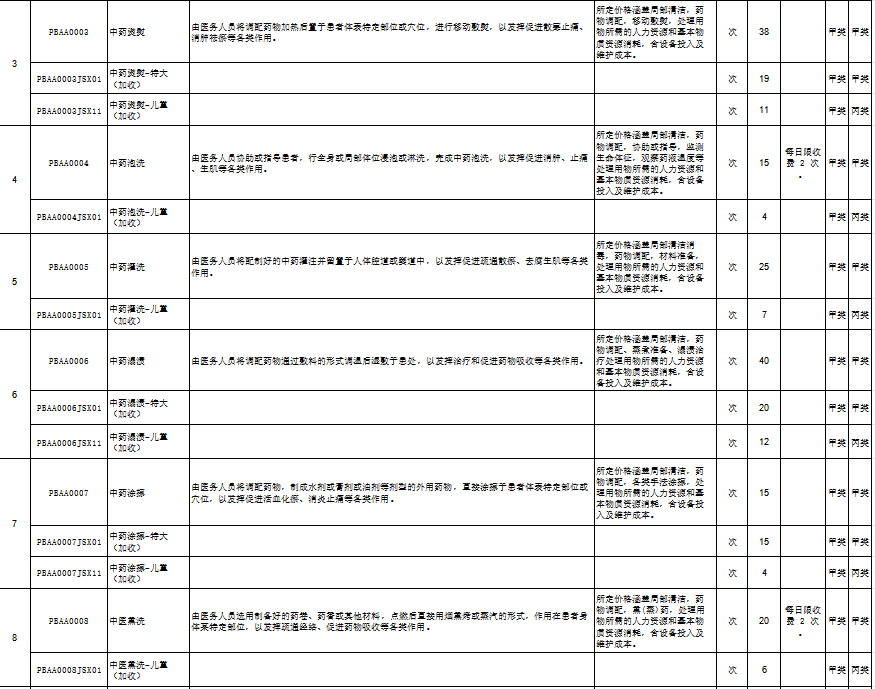 3
PBAA0003
中药烫熨
由医务人员将调配药物加热后置于患者体表特定部位或穴位，进行移动敷熨，以发挥促进散寒止痛、
消肿祛瘀等各类作用。
所定价格涵盖局部清洁，药
物调配，移动敷熨，处理用
物所需的人力资源和基本物
质资源消耗，含设备投入及
维护成本。
次
38
甲类
甲类
PBAA0003JSX01
中药烫熨-特大
（加收）
次
19
甲类
甲类
PBAA0003JSX11
中药烫熨-儿童
（加收）
次
11
甲类
丙类
4
PBAA0004
中药泡洗
由医务人员协助或指导患者，行全身或局部体位浸泡或淋洗，完成中药泡洗，以发挥促进消肿、止痛
、生肌等各类作用。
所定价格涵盖局部清洁，药
物调配，协助或指导，监测
生命体征，观察药液温度等
处理用物所需的人力资源和
基本物质资源消耗，含设备
投入及维护成本。
次
15
每日限收
费 2 次
。
甲类
甲类
PBAA0004JSX01
中药泡洗-儿童
（加收）
次
4
甲类
丙类
5
PBAA0005
中药灌洗
由医务人员将配制好的中药灌注并留置于人体腔道或窦道中，以发挥促进疏通散瘀、去腐生肌等各类
作用。
所定价格涵盖局部清洁消
毒，药物调配，材料准备，
处理用物所需的人力资源和
基本物质资源消耗，含设备
投入及维护成本。
次
25
甲类
甲类
PBAA0005JSX01
中药灌洗-儿童
（加收）
次
7
甲类
丙类
6
PBAA0006
中药溻渍
由医务人员将调配药物通过敷料的形式调温后湿敷于患处，以发挥治疗和促进药物吸收等各类作用。
所定价格涵盖局部清洁，药
物调配、蒸煮准备、溻渍治
疗处理用物所需的人力资源
和基本物质资源消耗，含设
备投入及维护成本。
次
40
甲类
甲类
PBAA0006JSX01
中药溻渍-特大
（加收）
次
20
甲类
甲类
PBAA0006JSX11
中药溻渍-儿童
（加收）
次
12
甲类
丙类
7
PBAA0007
中药涂擦
由医务人员将调配药物，制成水剂或膏剂或油剂等剂型的外用药物，直接涂擦于患者体表特定部位或
穴位，以发挥促进活血化瘀、消炎止痛等各类作用。
所定价格涵盖局部清洁，药
物调配，各类手法涂擦，处
理用物所需的人力资源和基
本物质资源消耗，含设备投
入及维护成本。
次
15
甲类
甲类
PBAA0007JSX01
中药涂擦-特大
（加收）
次
15
甲类
甲类
PBAA0007JSX11
中药涂擦-儿童
（加收）
次
4
甲类
丙类
8
PBAA0008
中医熏洗
由医务人员选用制备好的药卷、药香或其他材料，点燃后直接用烟熏烤或蒸汽的形式，作用在患者身
体某特定部位，以发挥疏通经络、促进药物吸收等各类作用。
所定价格涵盖局部清洁，药
物调配，熏(蒸)药，处理用
物所需的人力资源和基本物
质资源消耗，含设备投入及
维护成本。
次
20
每日限收
费 2 次
。
甲类
甲类
PBAA0008JSX01
中医熏洗-儿童
（加收）
次
6
甲类
丙类